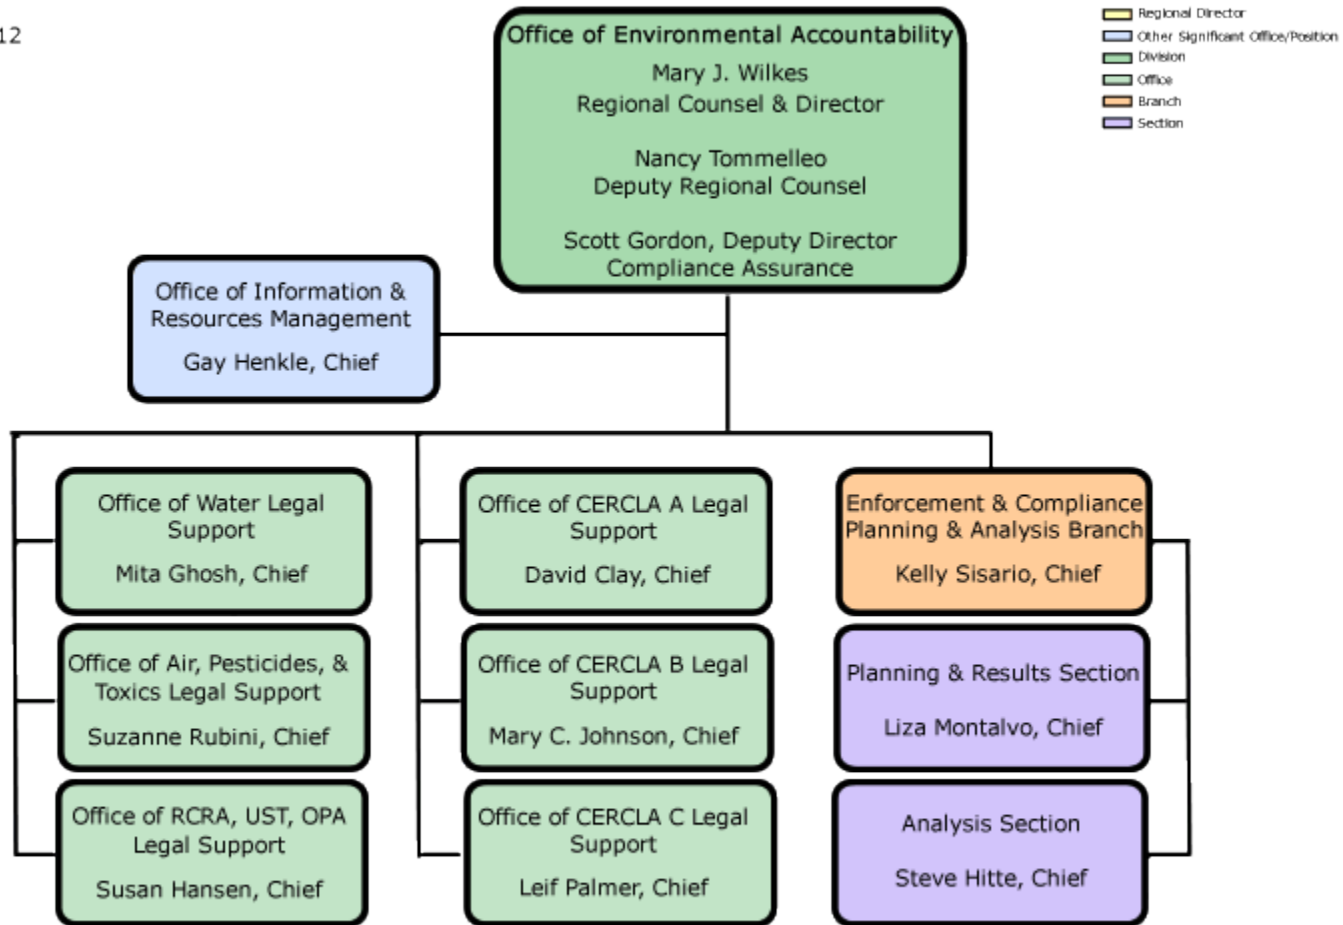 12
Regional Director
Other Significant Office/Position
Division
Office
Branch
Section
Office of Environmental Accountability
Mary J. Wilkes
Regional Counsel & Director
Nancy Tommelleo
Deputy Regional Counsel
Scott Gordon, Deputy Director
Compliance Assurance
Office of Information &
Resources Management
Gay Henkle, Chief
Office of Water Legal
Support
Mita Ghosh, Chief
Office of Air, Pesticides, &
Toxics Legal Support
Suzanne Rubini, Chief
Office of RCRA, UST, OPA
Legal Support
Susan Hansen, Chief
Office of CERCLA A Legal
Support
David Clay, Chief
Office of CERCLA B Legal
Support
Mary C. Johnson, Chief
Office of CERCLA C Legal
Support
Leif Palmer, Chief
Enforcement & Compliance
Planning & Analysis Branch
Kelly Sisario, Chief
Planning & Results Section
Liza Montalvo, Chief
Analysis Section
Steve Hitte, Chief